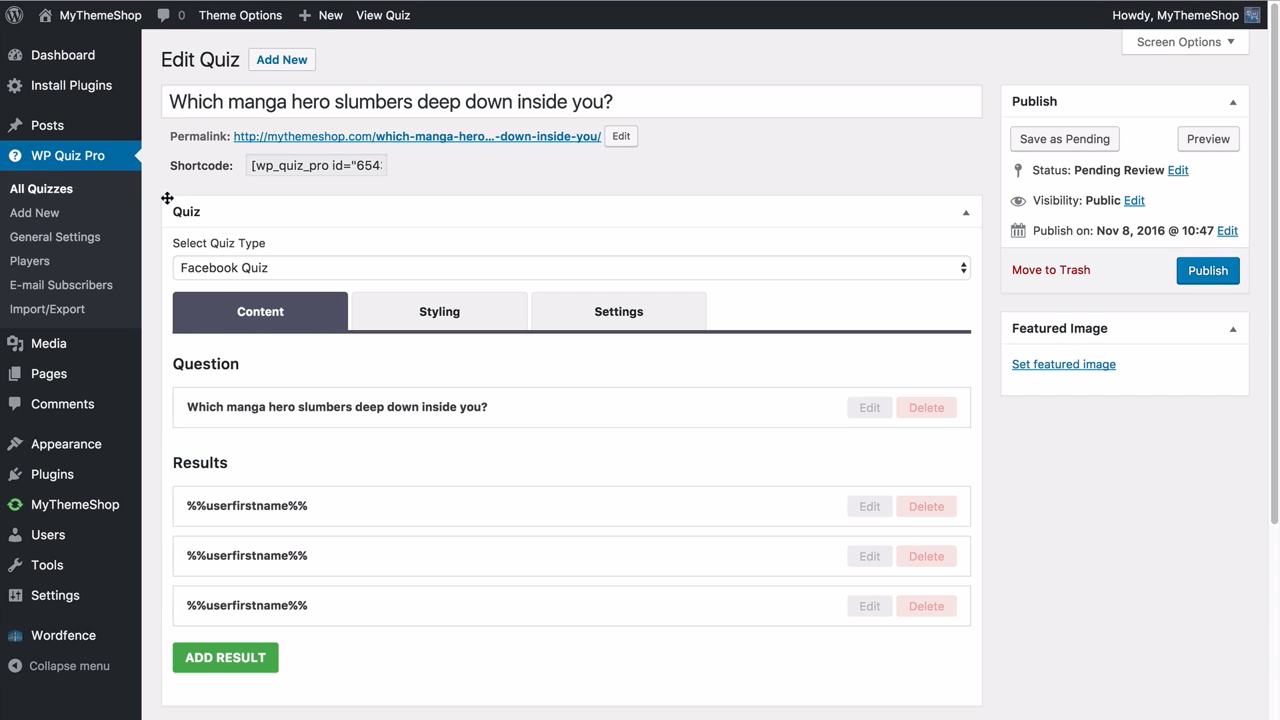 MyThemeShop 0 Theme Options New View Quiz Howdy, MyThemeShop
Screen Options
Dashboard
Install Plugins
Posts
WP Quiz Pro
All Quizzes
Add New
General Settings
Players
E-mail Subscribers
Import/Export
Media
Pages
Comments
Appearance
Plugins
MyThemeShop
Users
Tools
Settings
Wordfence
Collapse menu
Edit Quiz Add New
Which manga hero slumbers deep down inside you?
Permalink: http://mythemeshop.com/which-manga-hero...-down-inside-you/ Edit
Shortcode: [wp_quiz_pro id="654
Quiz
Select Quiz Type
Facebook Quiz
Content Styling Settings
Question
Which manga hero slumbers deep down inside you? Edit Delete
Results
%%userfirstname%% Edit Delete
%%userfirstname%% Edit Delete
%%userfirstname%% Edit Delete
ADD RESULT
Publish
Save as Pending Preview
Status: Pending Review Edit
Visibility: Public Edit
Publish on: Nov 8, 2016 @ 10:47 Edit
Move to Trash Publish
Featured Image
Set featured image